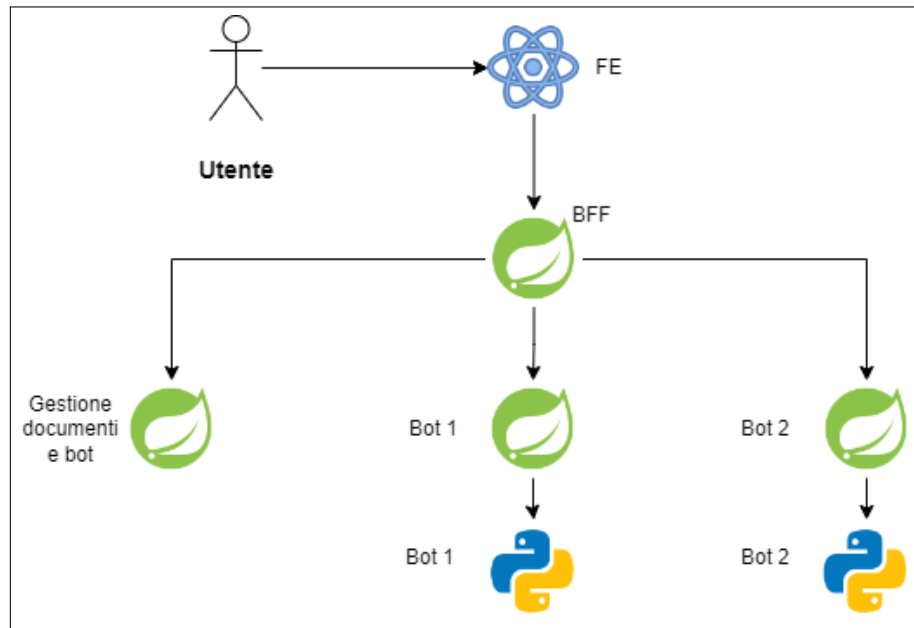 FE
Utente
BFF
Gestione
documenti
e bot
Bot 1
Bot 2
Bot 1
Bot 2